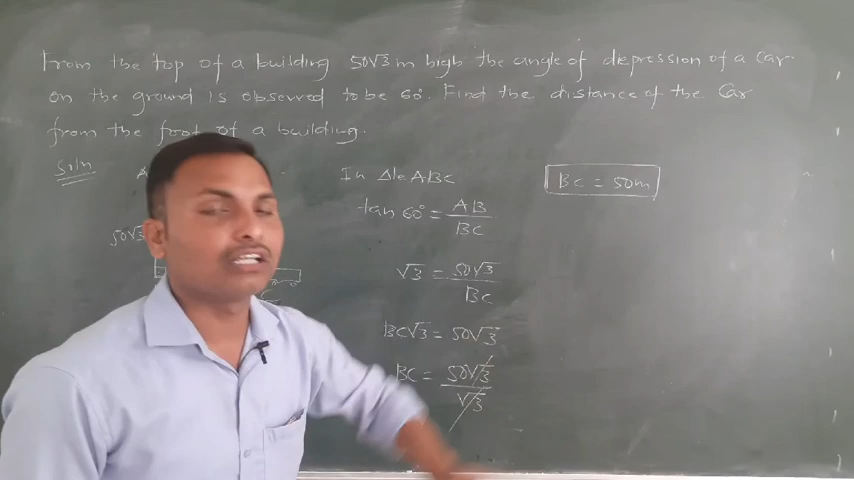 From the top of a building 50√3 m high the angle of depression of a car
on the ground is observed to be 60°. Find the distance of the car
from the foot of a building.
Soln
A
50√3
C
In Δle ABC
tan 60° = AB/BC
√3 = 50√3/BC
BC√3 = 50√3
BC = 50√3/√3
BC = 50m